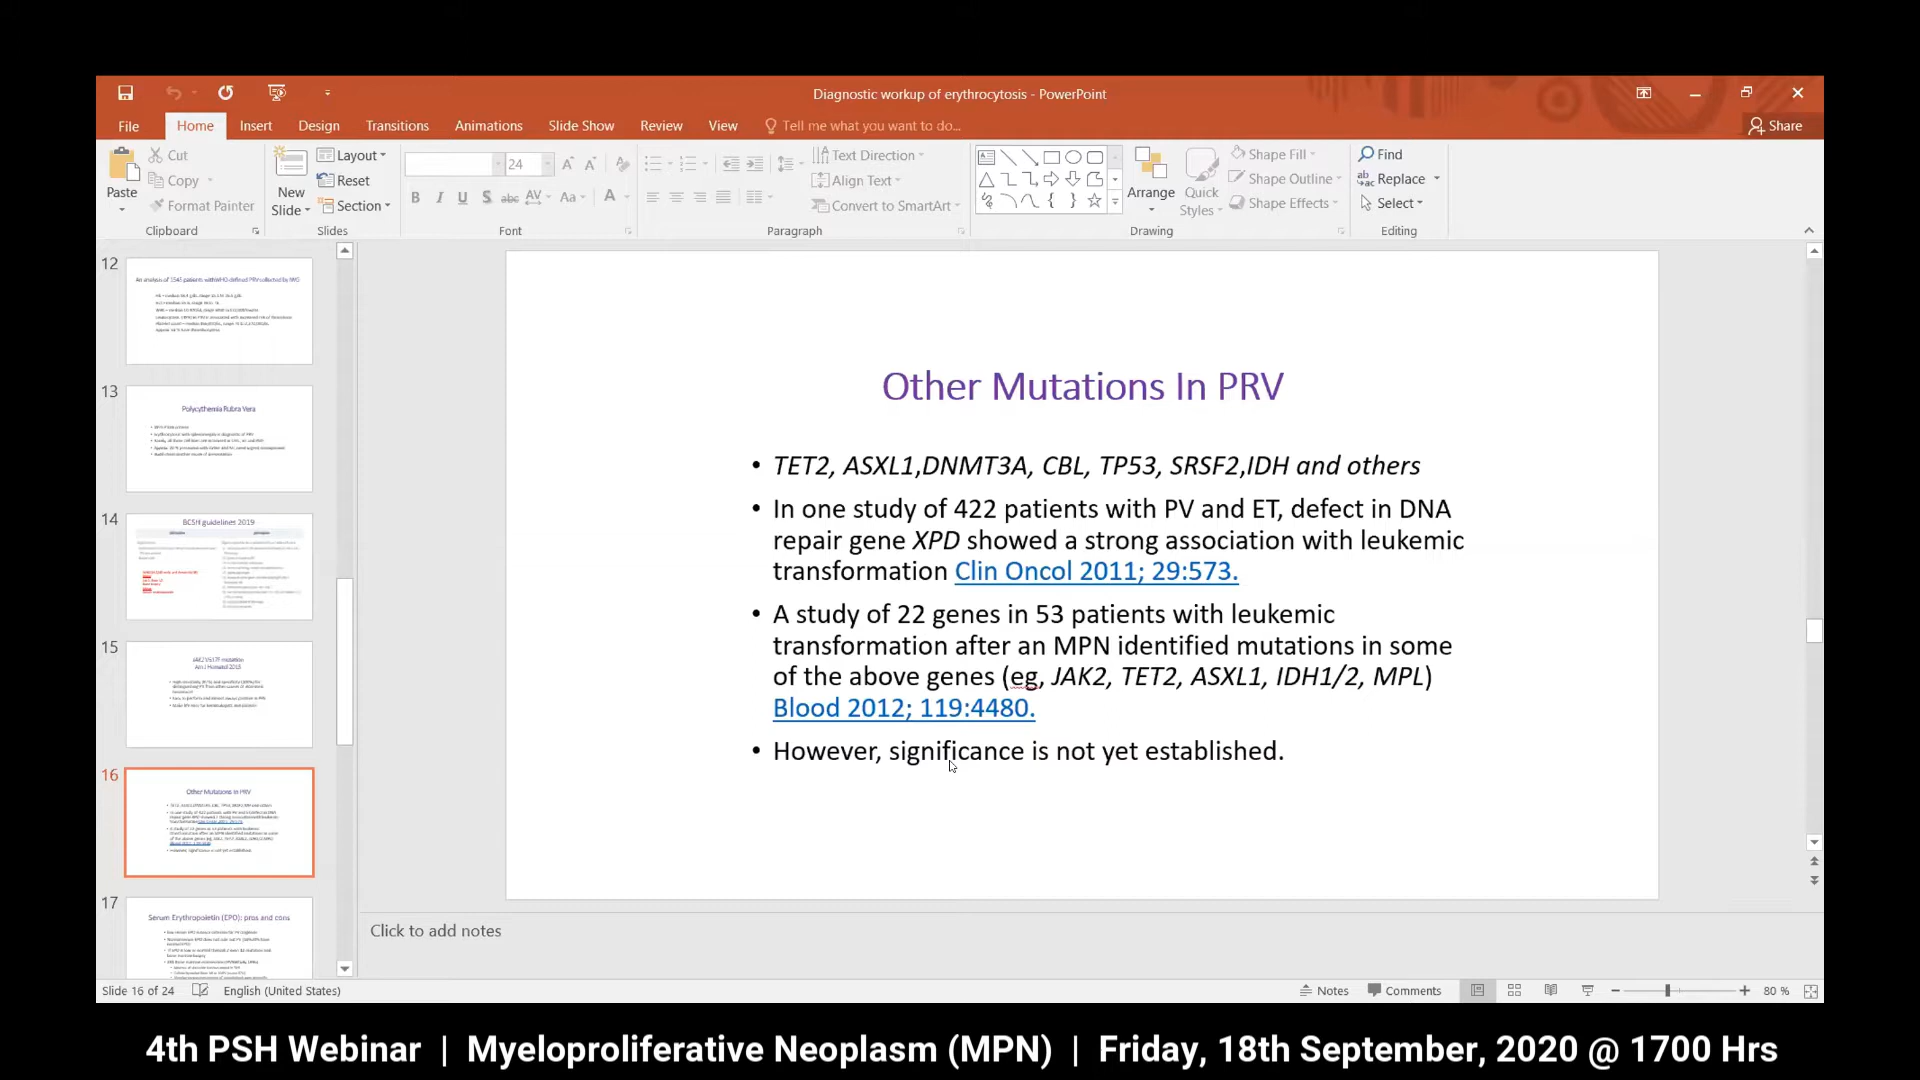 Diagnostic workup of erythrocytosis - PowerPoint
File Home Insert Design Transitions Animations Slide Show Review View Tell me what you want to do... Share
Paste
Cut
Copy
Format Painter
Clipboard
New
Slide
Layout
Reset
Section
Slides
24
B I U S abc AV Aa A
Font
Text Direction
Align Text
Convert to SmartArt
Paragraph
Arrange
Quick
Styles
Shape Fill
Shape Outline
Shape Effects
Drawing
Find
Replace
Select
Editing
12
13
Polycythemia Rubra Vera
14
BCSH guidelines 2019
15
JAK2 V617F mutation
16
Other Mutations In PRV
17
Serum Erythropoietin (EPO): pros and cons
Other Mutations In PRV
• TET2, ASXL1,DNMT3A, CBL, TP53, SRSF2,IDH and others
• In one study of 422 patients with PV and ET, defect in DNA
repair gene XPD showed a strong association with leukemic
transformation Clin Oncol 2011; 29:573.
• A study of 22 genes in 53 patients with leukemic
transformation after an MPN identified mutations in some
of the above genes (eg, JAK2, TET2, ASXL1, IDH1/2, MPL)
Blood 2012; 119:4480.
• However, significance is not yet established.
Click to add notes
Slide 16 of 24 English (United States) Notes Comments 80 %
4th PSH Webinar | Myeloproliferative Neoplasm (MPN) | Friday, 18th September, 2020 @ 1700 Hrs